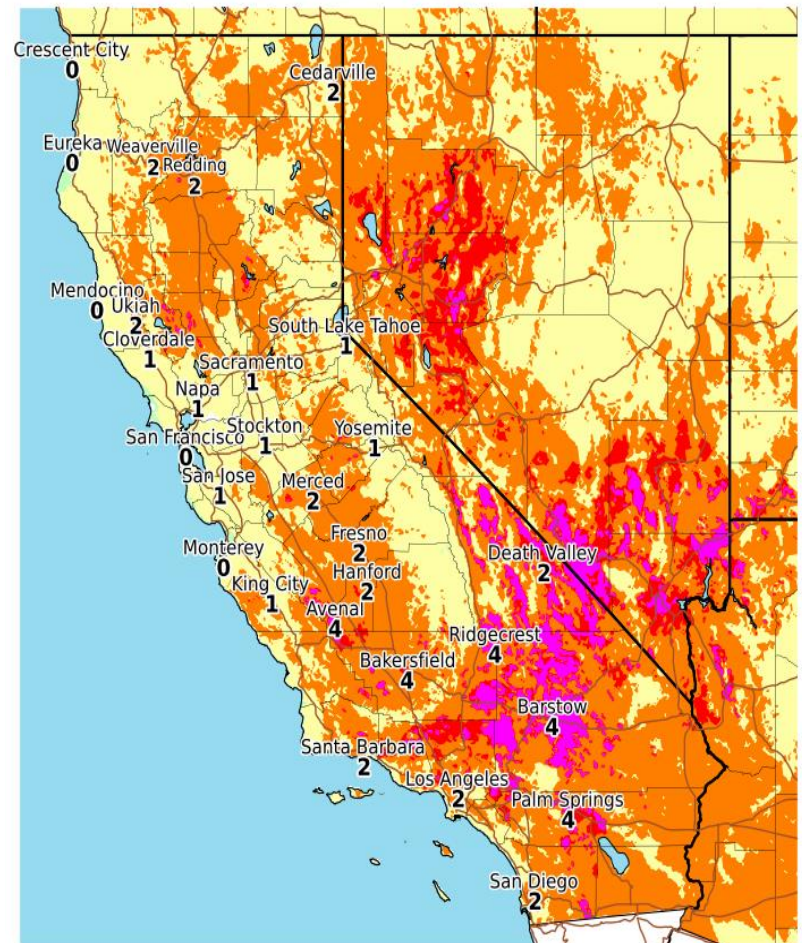 Crescent City
0
Cedarville
2
Eureka
0
Weaverville
2
Redding
2
Mendocino
0
Ukiah
2
Cloverdale
1
South Lake Tahoe
1
Sacramento
1
Napa
1
Stockton
1
San Francisco
0
Yosemite
1
San Jose
1
Merced
2
Fresno
2
Monterey
0
Death Valley
2
Hanford
2
King City
1
Avenal
4
Ridgecrest
4
Bakersfield
4
Barstow
4
Santa Barbara
2
Los Angeles
2
Palm Springs
4
San Diego
2